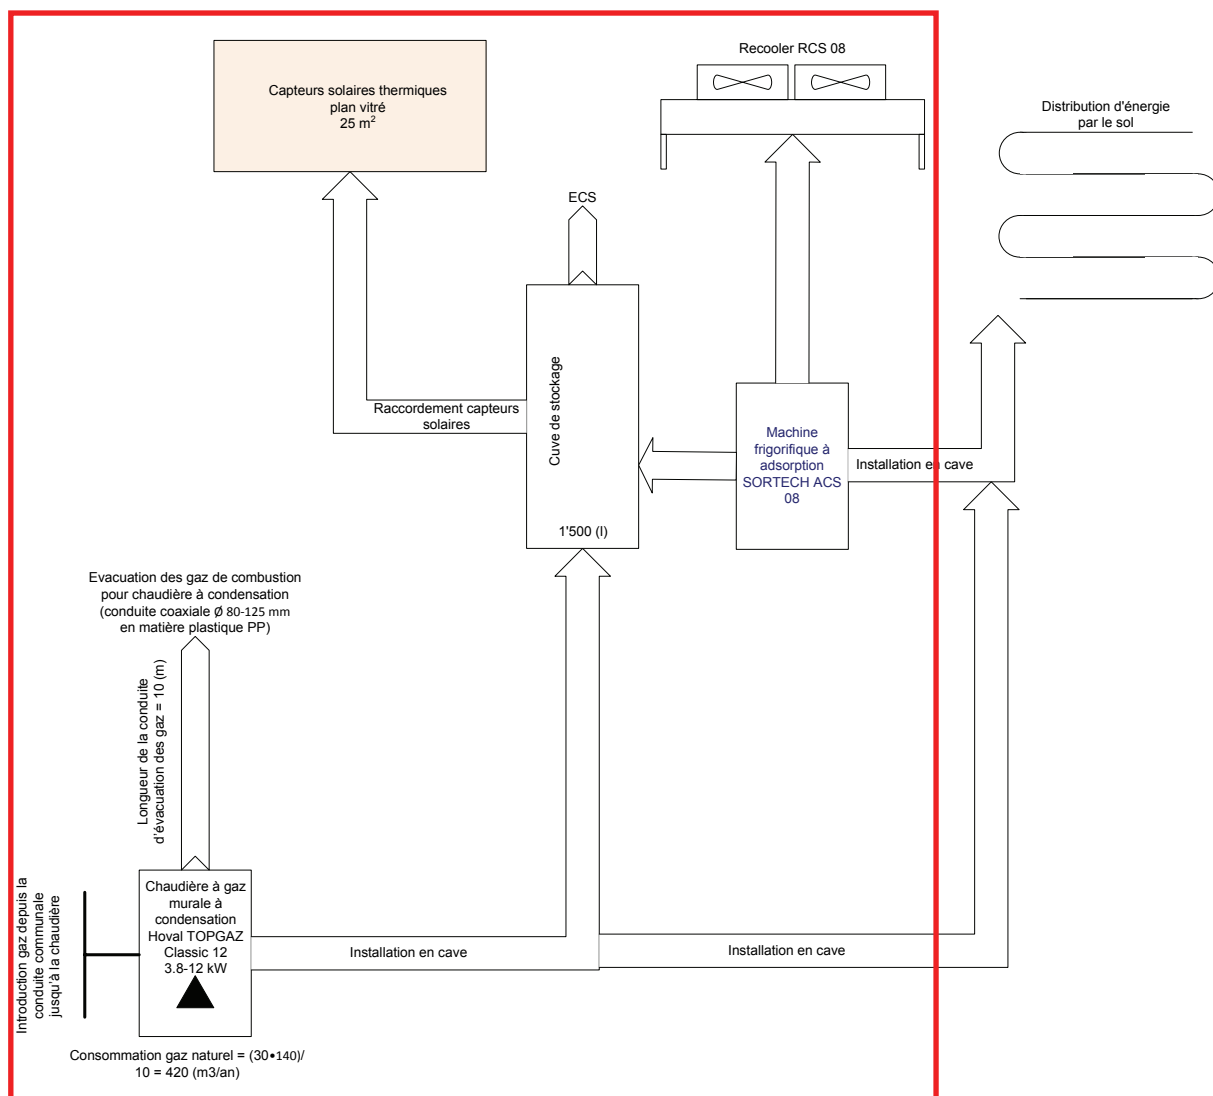 Recooler RCS 08
Capteurs solaires thermiques
plan vitré
25 m²
Distribution d'énergie
par le sol
ECS
Cuve de stockage
1'500 (l)
Raccordement capteurs
solaires
Machine
frigorifique à
adsorption
SORTECH ACS
08
Installation en cave
Evacuation des gaz de combustion
pour chaudière à condensation
(conduite coaxiale Ø 80-125 mm
en matière plastique PP)
Longueur de la conduite
d'évacuation des gaz = 10 (m)
Introduction gaz depuis la
conduite communale
jusqu'à la chaudière
Chaudière à gaz
murale à
condensation
Hoval TOPGAZ
Classic 12
3.8-12 kW
Installation en cave
Installation en cave
Consommation gaz naturel = (30•140)/
10 = 420 (m3/an)